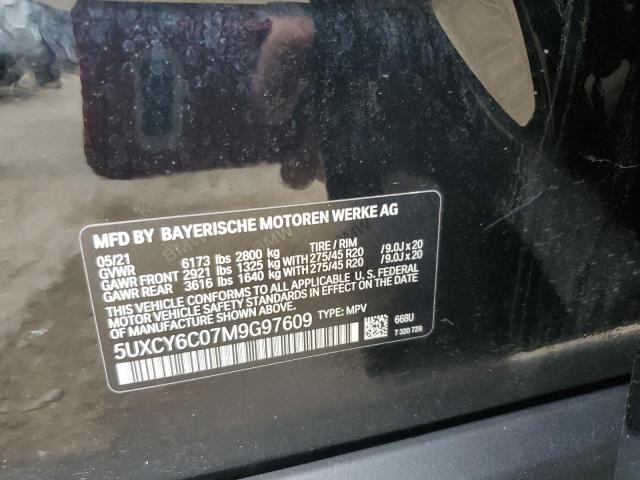 MFD BY BAYERISCHE MOTOREN WERKE AG
05/21 TIRE / RIM
GVWR 6173 lbs 2800 kg
GAWR FRONT 2921 lbs 1325 kg WITH 275/45 R20 /9.0J x 20
GAWR REAR 3616 lbs 1640 kg WITH 275/45 R20 /9.0J x 20
THIS VEHICLE CONFORMS TO ALL APPLICABLE U. S. FEDERAL
MOTOR VEHICLE SAFETY STANDARDS IN EFFECT ON THE DATE
OF MANUFACTURE SHOWN ABOVE.
5UXCY6C07M9G97609 TYPE: MPV
668U
7 320 729